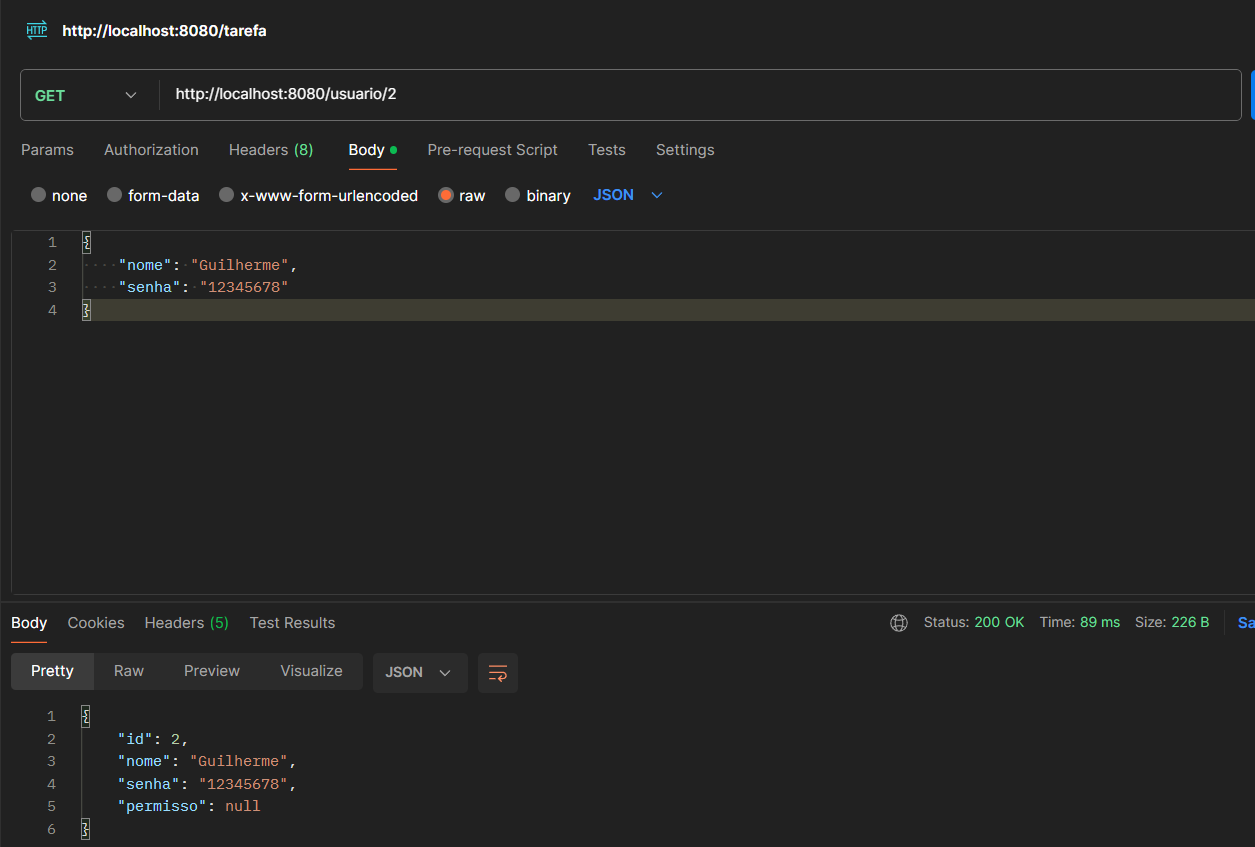 HTTP http://localhost:8080/tarefa
GET http://localhost:8080/usuario/2
Params Authorization Headers (8) Body Pre-request Script Tests Settings
none form-data x-www-form-urlencoded raw binary JSON
1 {
2 "nome": "Guilherme",
3 "senha": "12345678"
4 }
Body Cookies Headers (5) Test Results Status: 200 OK Time: 89 ms Size: 226 B Sa
Pretty Raw Preview Visualize JSON
1 {
2 "id": 2,
3 "nome": "Guilherme",
4 "senha": "12345678",
5 "permisso": null
6 }